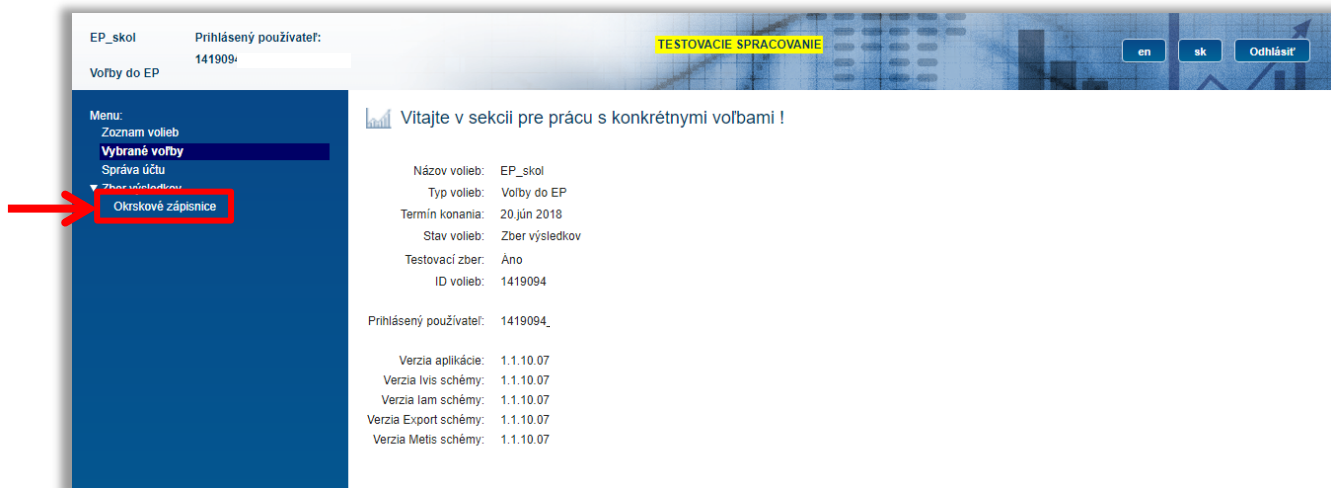 EP_skol
Prihlásený používateľ:
141909
Voľby do EP
TESTOVACIE SPRACOVANIE
en
sk
Odhlásiť
Menu:
Zoznam volieb
Vybrané voľby
Správa účtu
▼ Zber výsledkov
Okrskové zápisnice
Vitajte v sekcii pre prácu s konkrétnymi voľbami !
Názov volieb: EP_skol
Typ volieb: Voľby do EP
Termín konania: 20.jún 2018
Stav volieb: Zber výsledkov
Testovací zber: Áno
ID volieb: 1419094
Prihlásený používateľ: 1419094_
Verzia aplikácie: 1.1.10.07
Verzia Ivis schémy: 1.1.10.07
Verzia Iam schémy: 1.1.10.07
Verzia Export schémy: 1.1.10.07
Verzia Metis schémy: 1.1.10.07